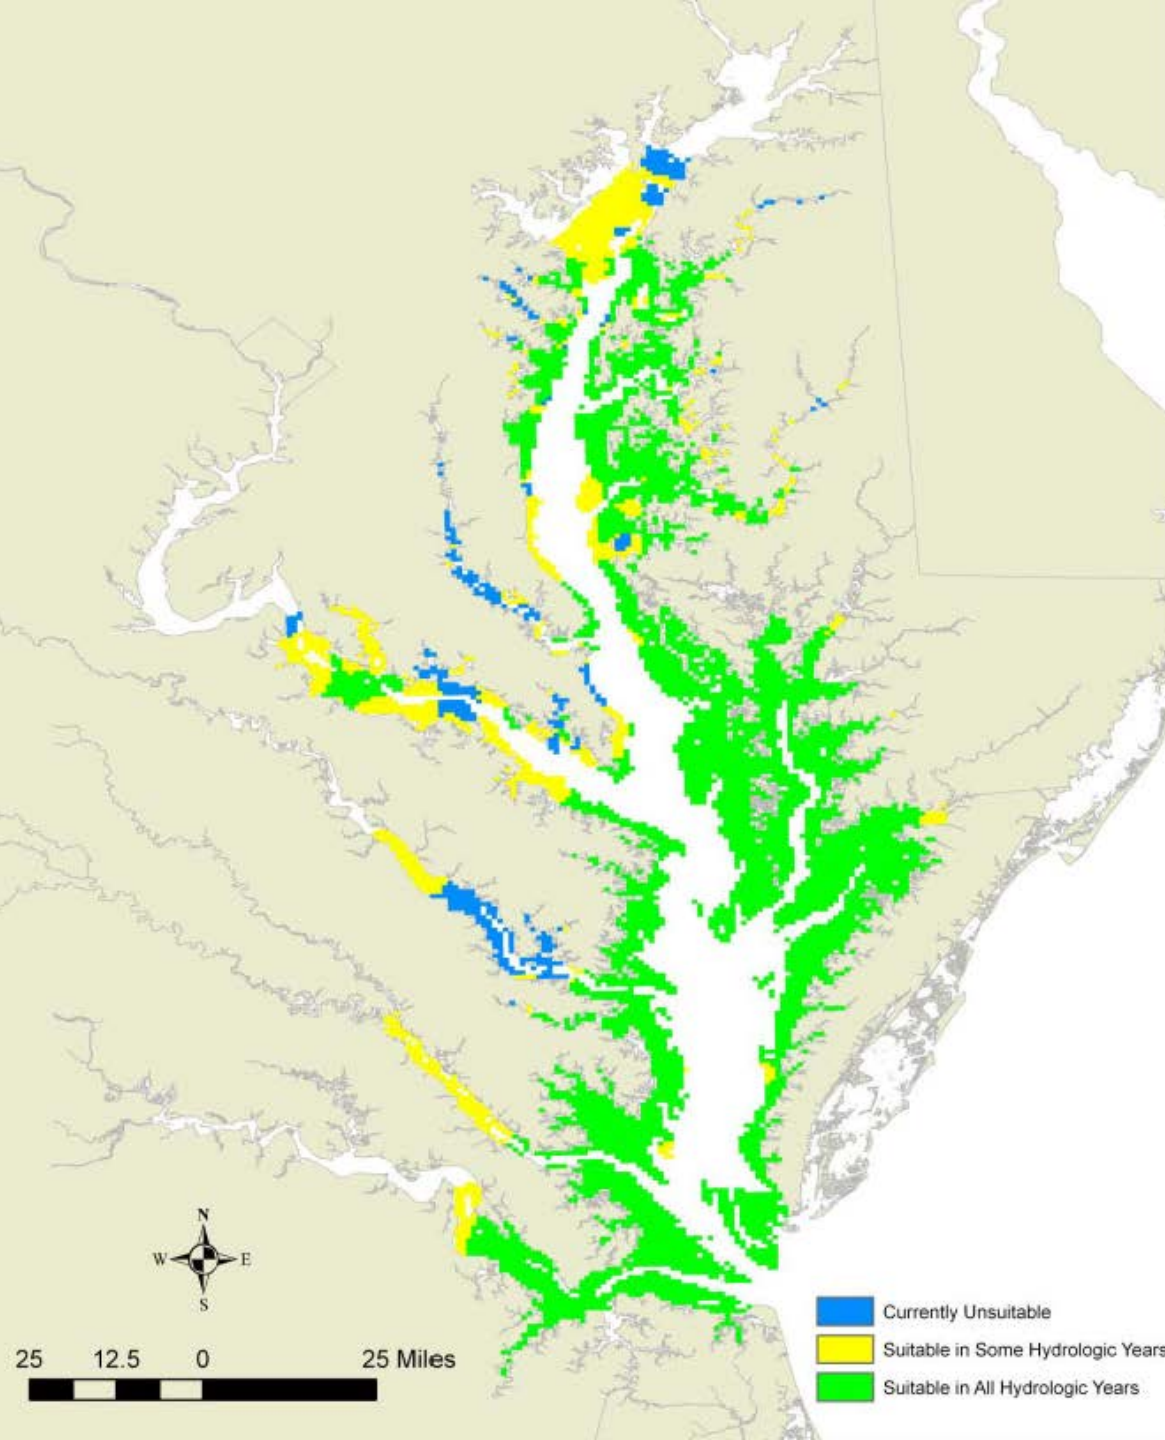 N
W E
S
25 12.5 0 25 Miles
Currently Unsuitable
Suitable in Some Hydrologic Years
Suitable in All Hydrologic Years